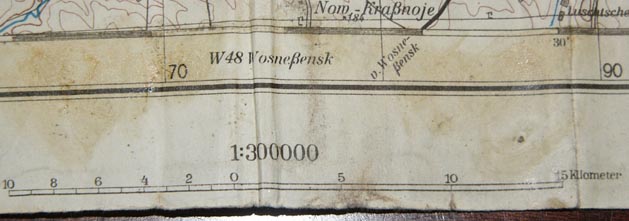 Now.-Kraßnoje
r
×184
r
Luschtsche
30'
70
W48 Wosneßensk
v. Wosne-
ßensk
90
1:300000
10 8 6 4 2 0 5 10 15 Kilometer